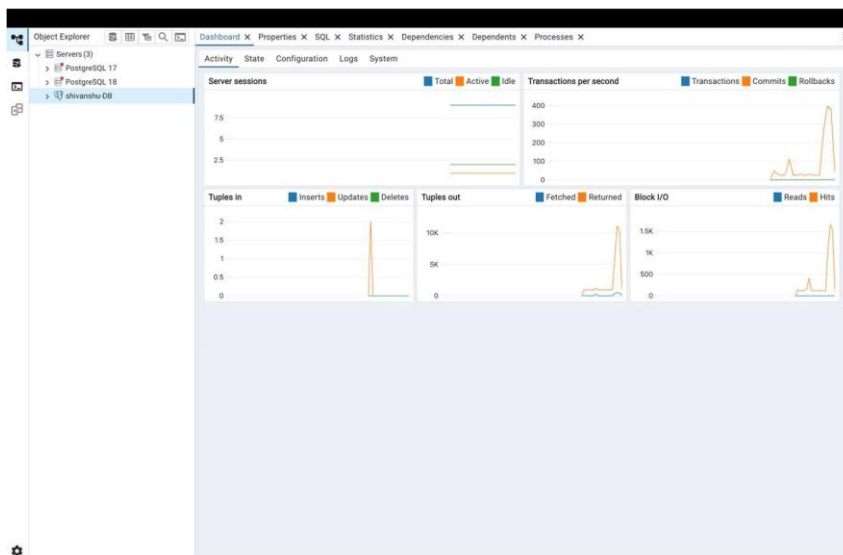 Object Explorer
Dashboard Properties SQL Statistics Dependencies Dependents Processes
Servers (3)
PostgreSQL 17
PostgreSQL 18
shivanshu-DB
Activity State Configuration Logs System
Server sessions Total Active Idle
7.5
5
2.5
Transactions per second Transactions Commits Rollbacks
400
300
200
100
0
Tuples in Inserts Updates Deletes
2
1.5
1
0.5
0
Tuples out Fetched Returned
10K
5K
0
Block I/O Reads Hits
1.5K
1K
500
0